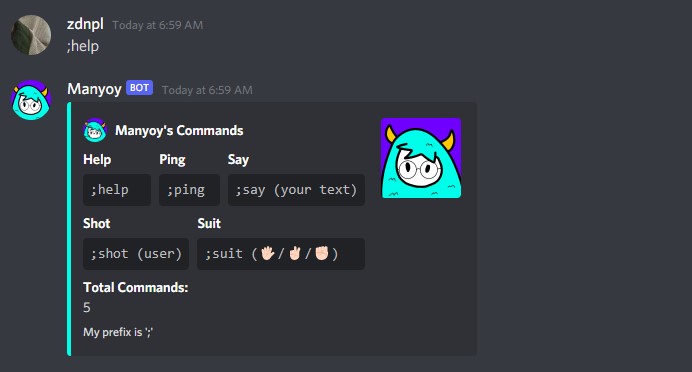 zdnpl Today at 6:59 AM
;help
Manyoy BOT Today at 6:59 AM
Manyoy's Commands
Help Ping Say
;help ;ping ;say (your text)
Shot Suit
;shot (user) ;suit (🖐🏻/✌🏻/✊🏻)
Total Commands:
5
My prefix is ';'